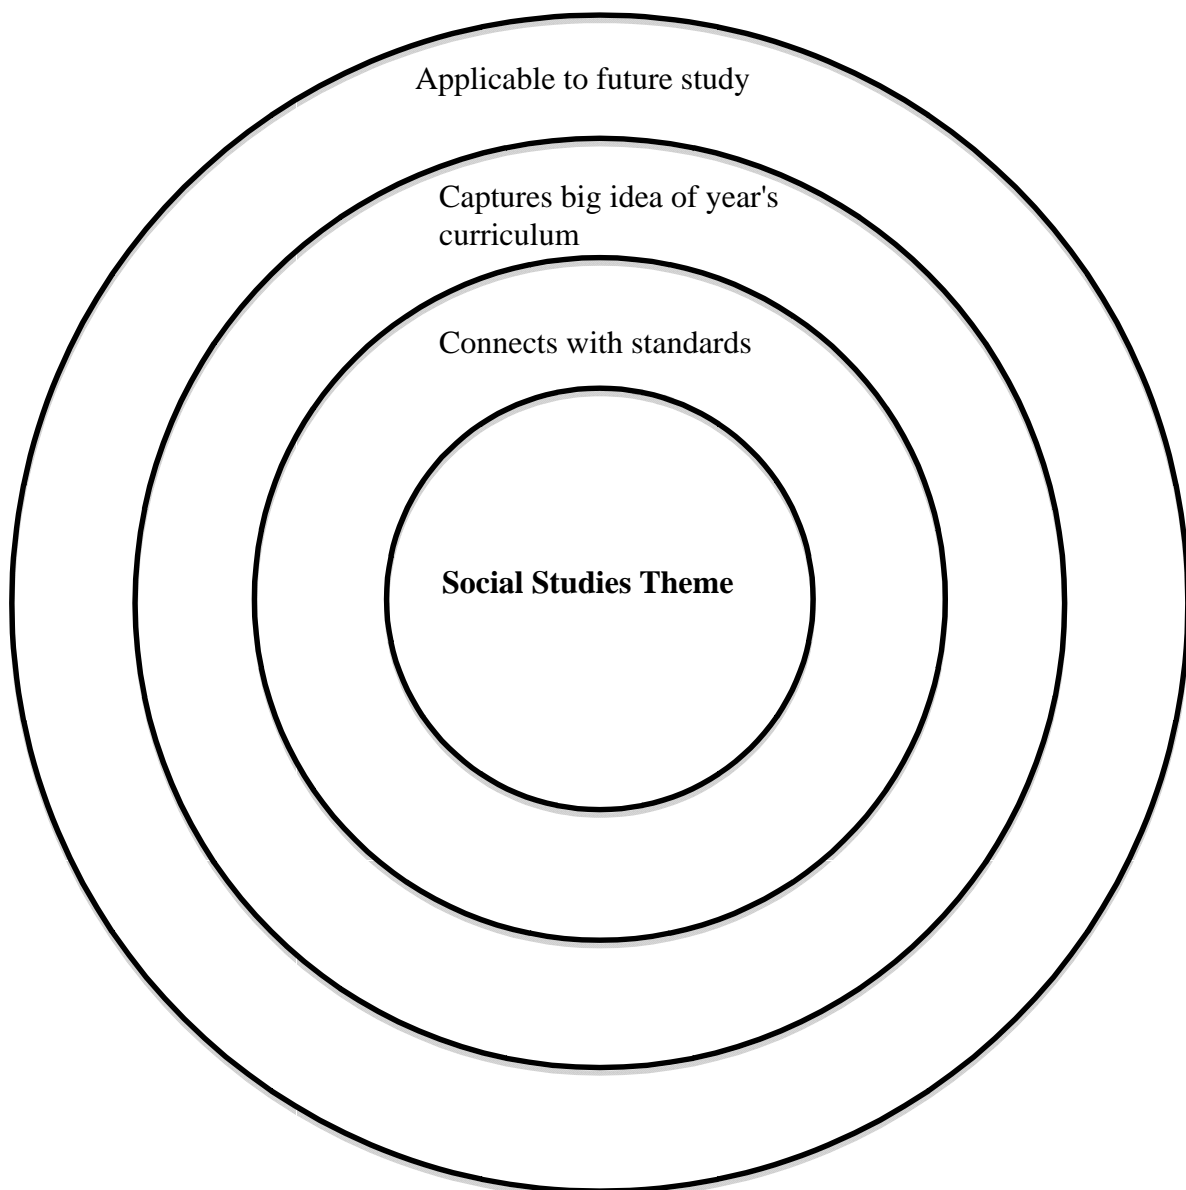 Applicable to future study
Captures big idea of year's
curriculum
Connects with standards
Social Studies Theme